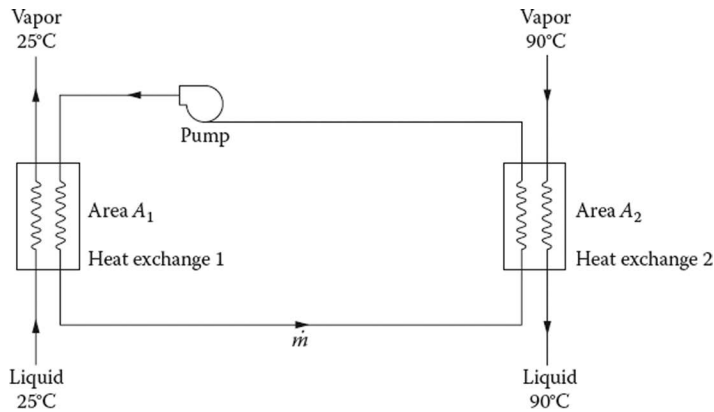 Vapor
25°C
Vapor
90°C
Pump
Area A₁
Heat exchange 1
Area A₂
Heat exchange 2
ṁ
Liquid
25°C
Liquid
90°C